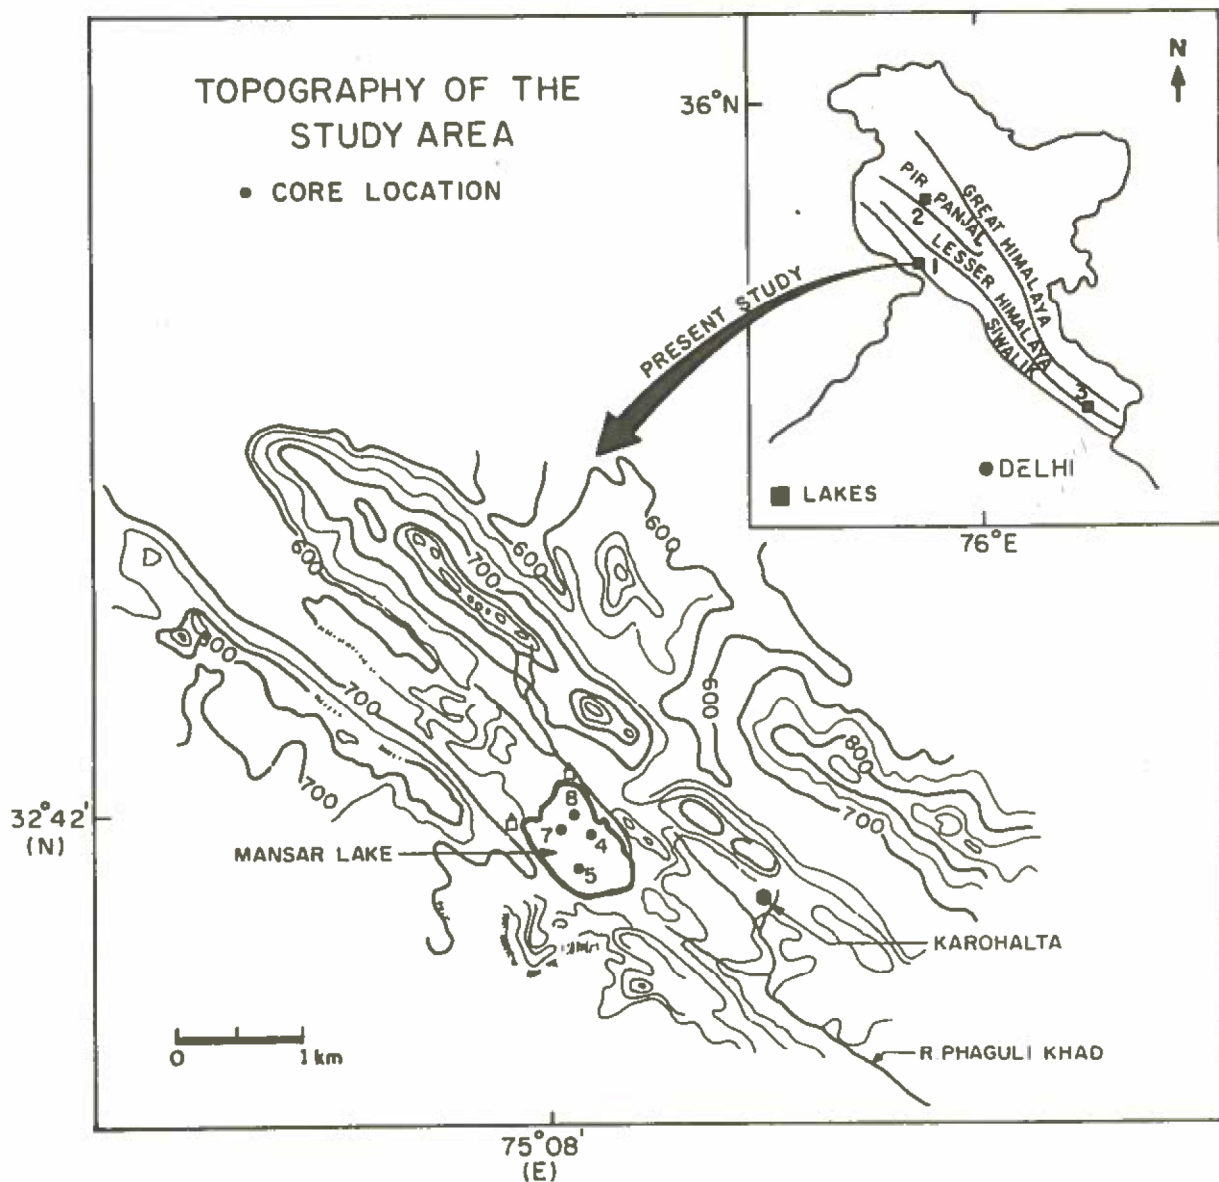 TOPOGRAPHY OF THE
STUDY AREA
● CORE LOCATION
36°N
N
PIR PANJAL
GREAT HIMALAYA
LESSER HIMALAYA
SIWALIK
2
1
3
PRESENT STUDY
DELHI
LAKES
76°E
600
600
600
600
700
700
700
700
800
32°42'
(N)
MANSAR LAKE
7
4
5
KAROHALTA
R. PHAGULI KHAD
0
1 km
75°08'
(E)